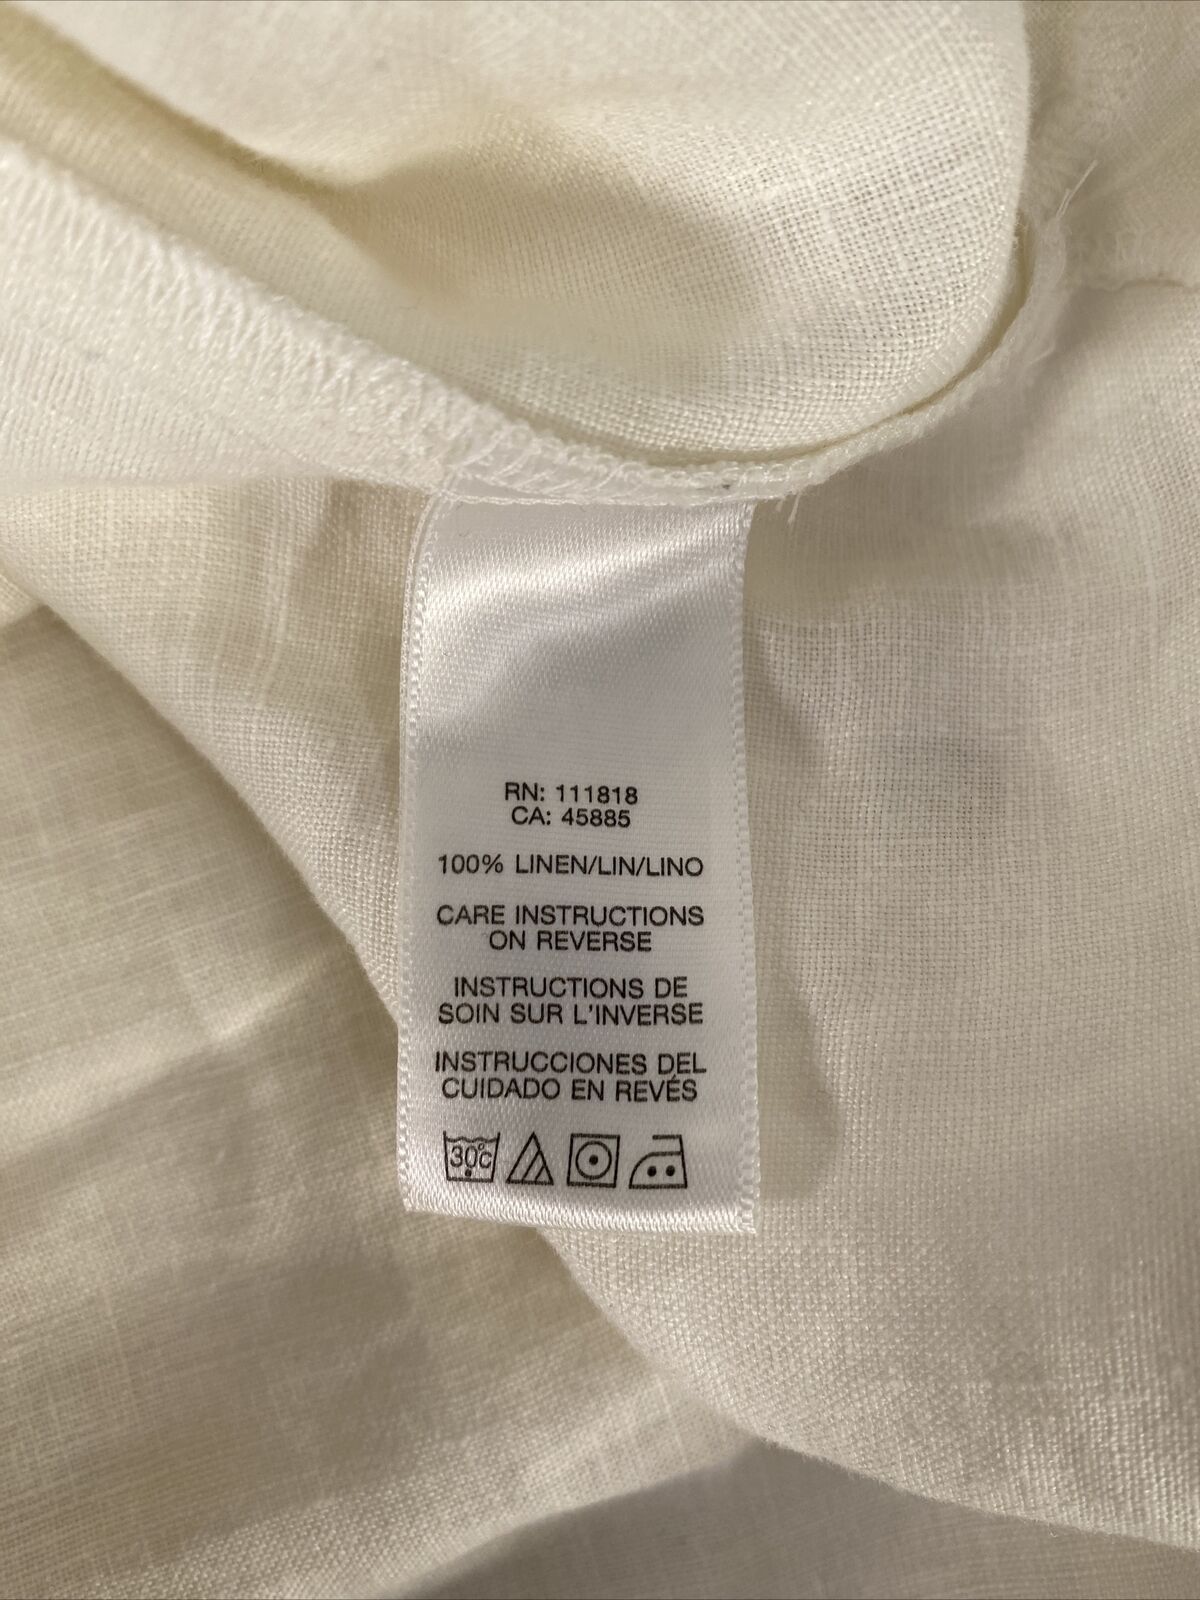 RN: 111818
CA: 45885
100% LINEN/LIN/LINO
CARE INSTRUCTIONS
ON REVERSE
INSTRUCTIONS DE
SOIN SUR L'INVERSE
INSTRUCCIONES DEL
CUIDADO EN REVÉS
30°C